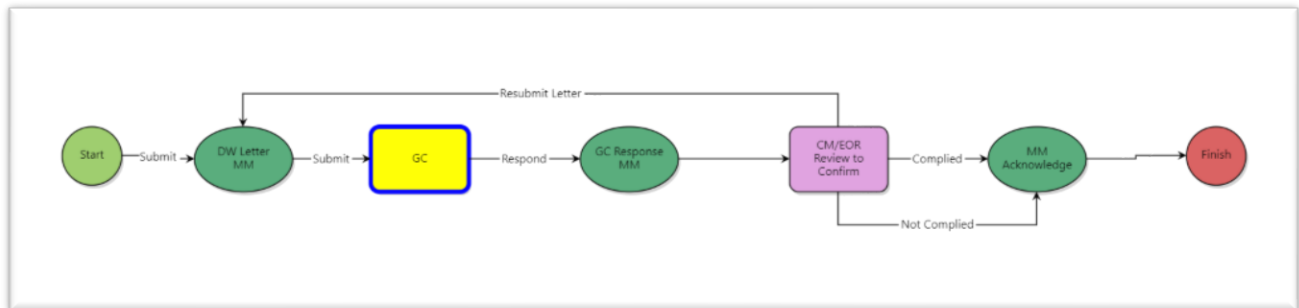 Resubmit Letter
Start
Submit
DW Letter
MM
Submit
GC
Respond
GC Response
MM
CM/EOR
Review to
Confirm
Complied
MM
Acknowledge
Finish
Not Complied